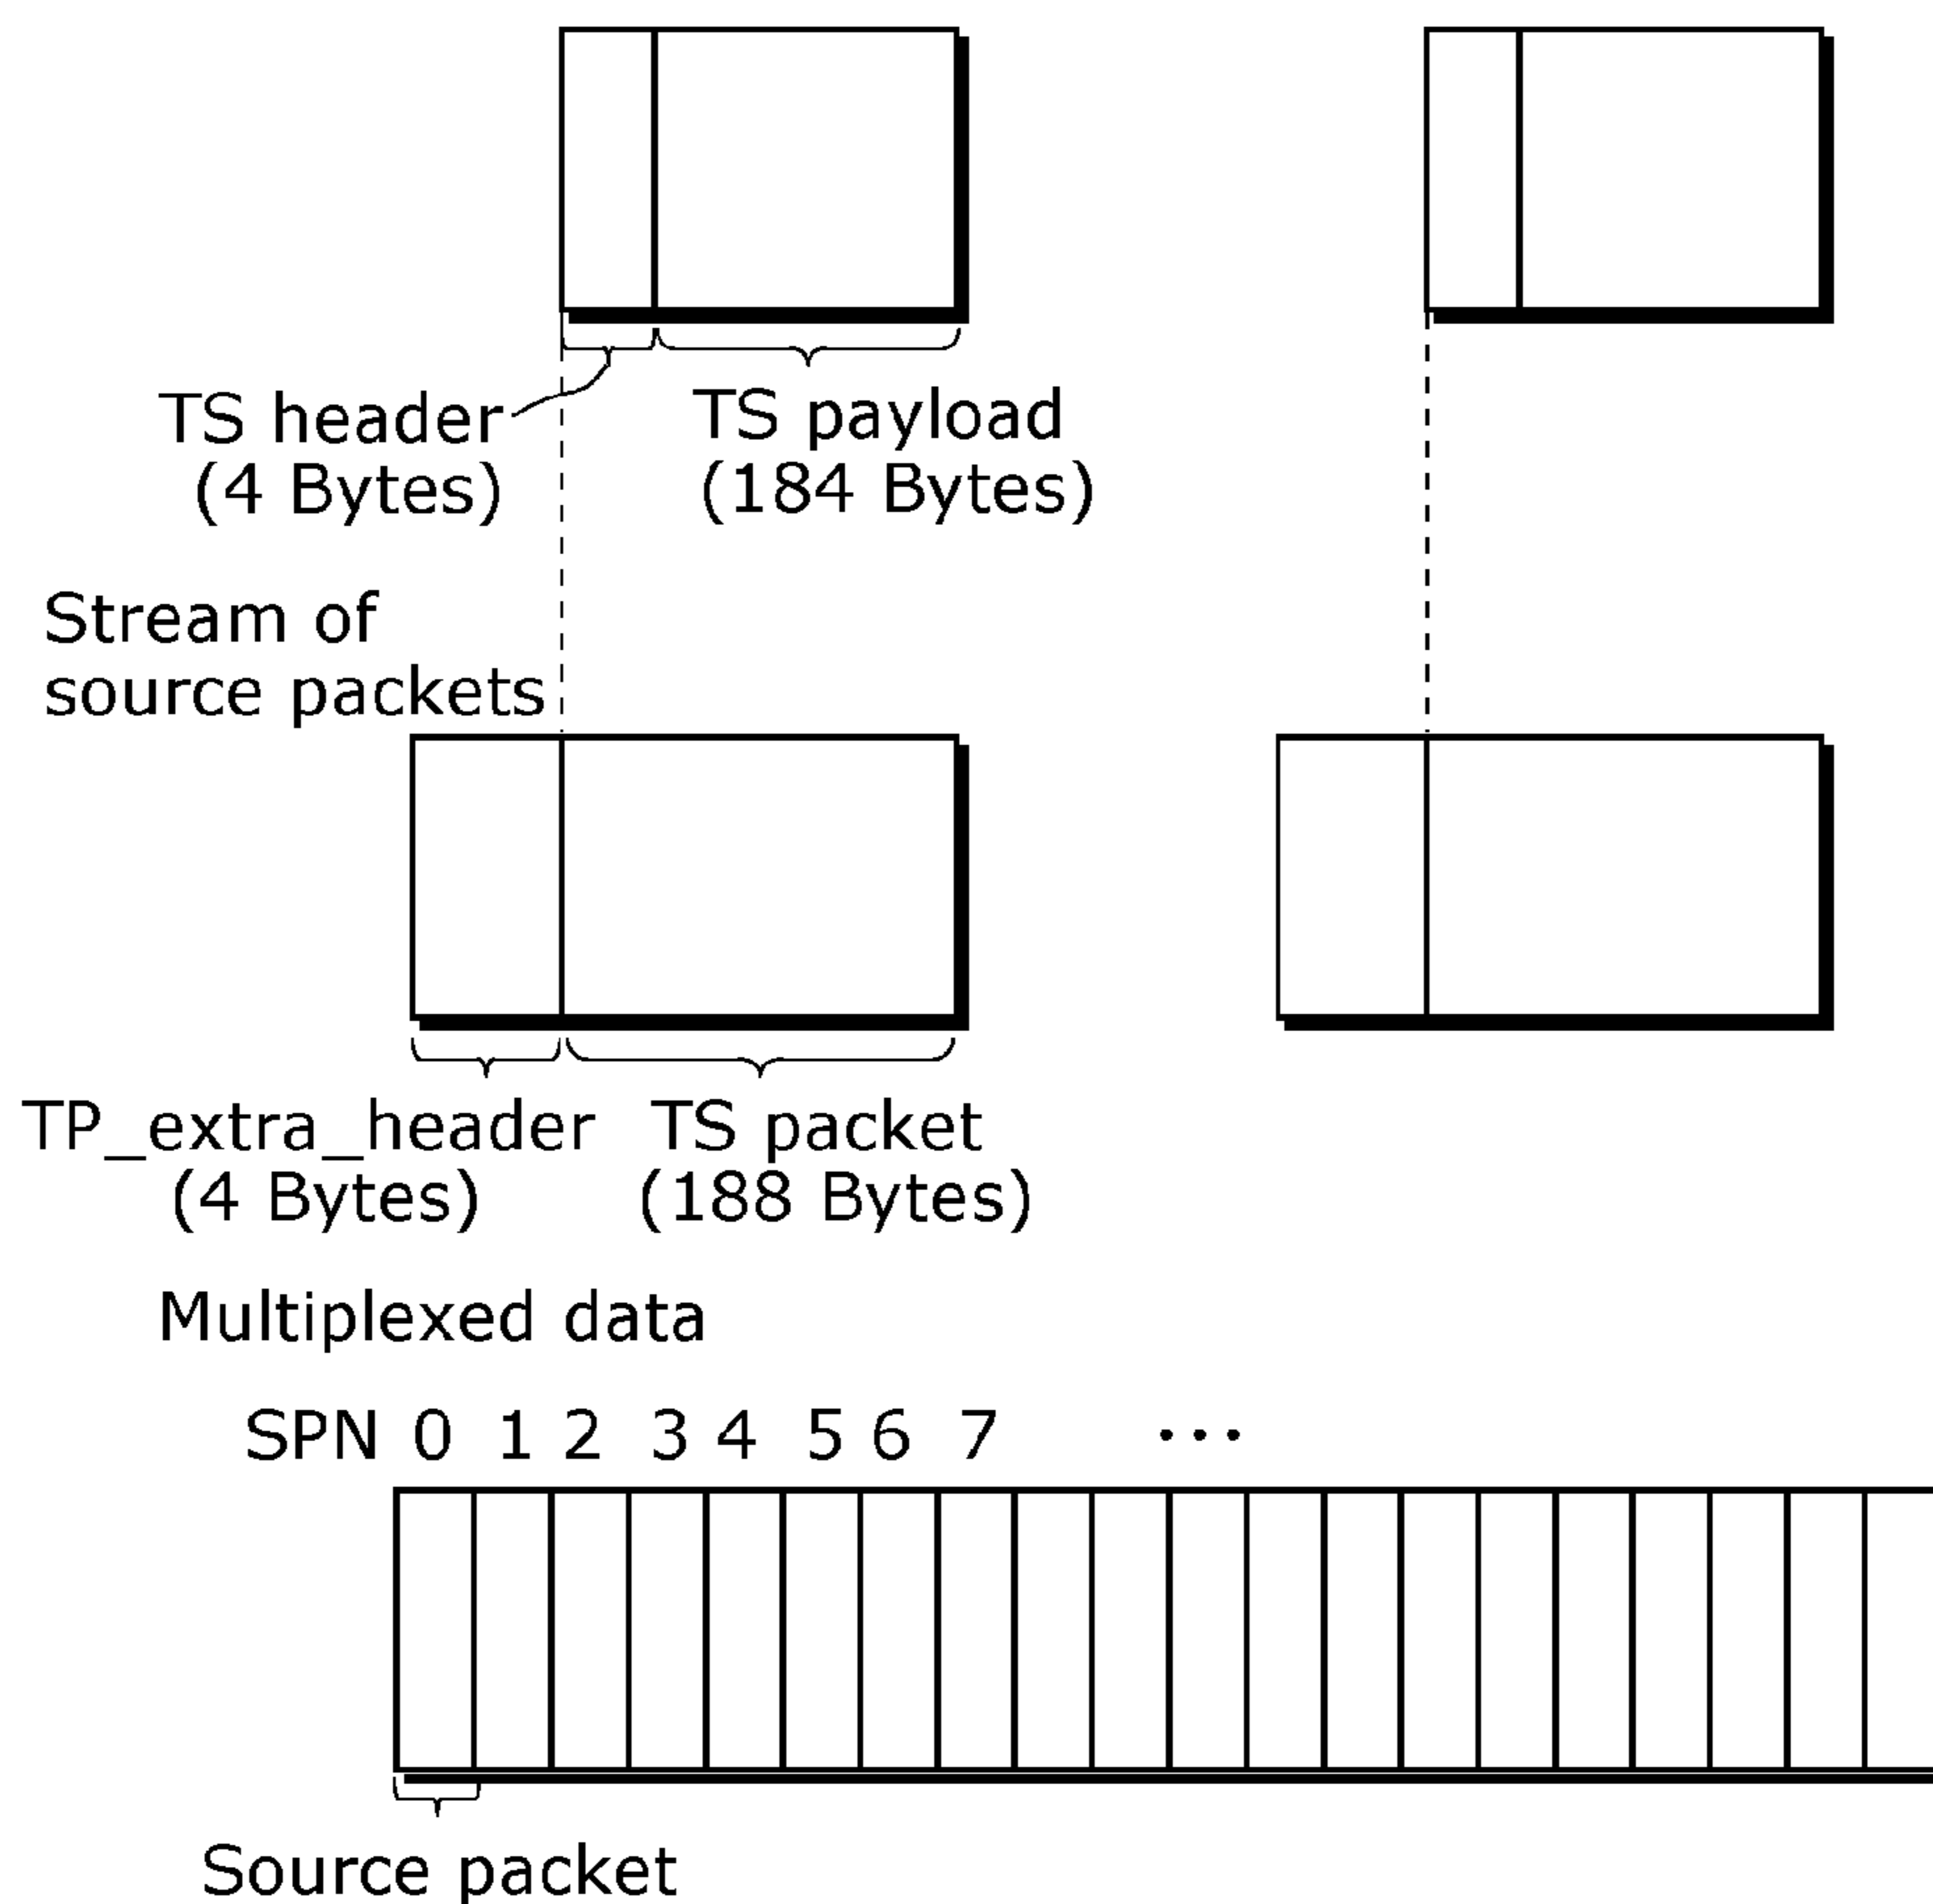 TS header
(4 Bytes)
TS payload
(184 Bytes)
Stream of
source packets
TP_extra_header
(4 Bytes)
TS packet
(188 Bytes)
Multiplexed data
SPN 0 1 2 3 4 5 6 7 ...
Source packet